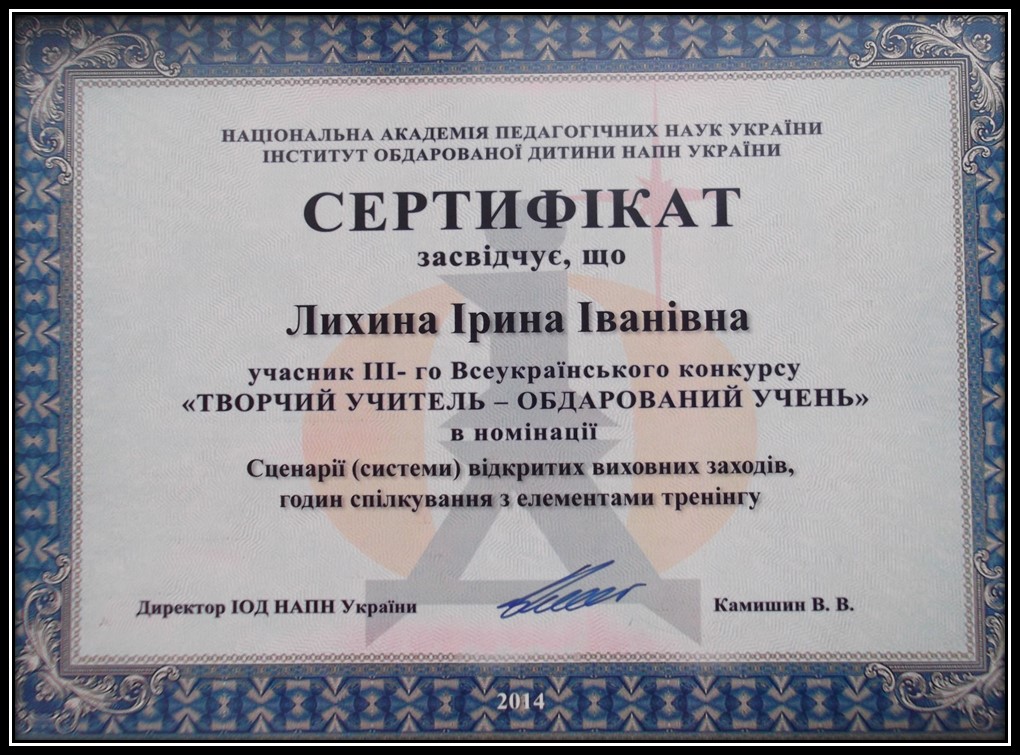 НАЦІОНАЛЬНА АКАДЕМІЯ ПЕДАГОГІЧНИХ НАУК УКРАЇНИ
ІНСТИТУТ ОБДАРОВАНОЇ ДИТИНИ НАПН УКРАЇНИ
СЕРТИФІКАТ
засвідчує, що
Лихина Ірина Іванівна
учасник III- го Всеукраїнського конкурсу
«ТВОРЧИЙ УЧИТЕЛЬ – ОБДАРОВАНИЙ УЧЕНЬ»
в номінації
Сценарії (системи) відкритих виховних заходів,
годин спілкування з елементами тренінгу
Директор ІОД НАПН України Камишин В. В.
2014